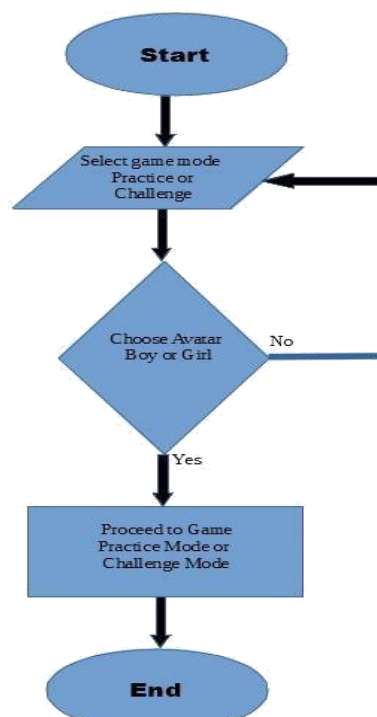 Start
Select game mode
Practice or
Challenge
Choose Avatar
Boy or Girl
No
Yes
Proceed to Game
Practice Mode or
Challenge Mode
End